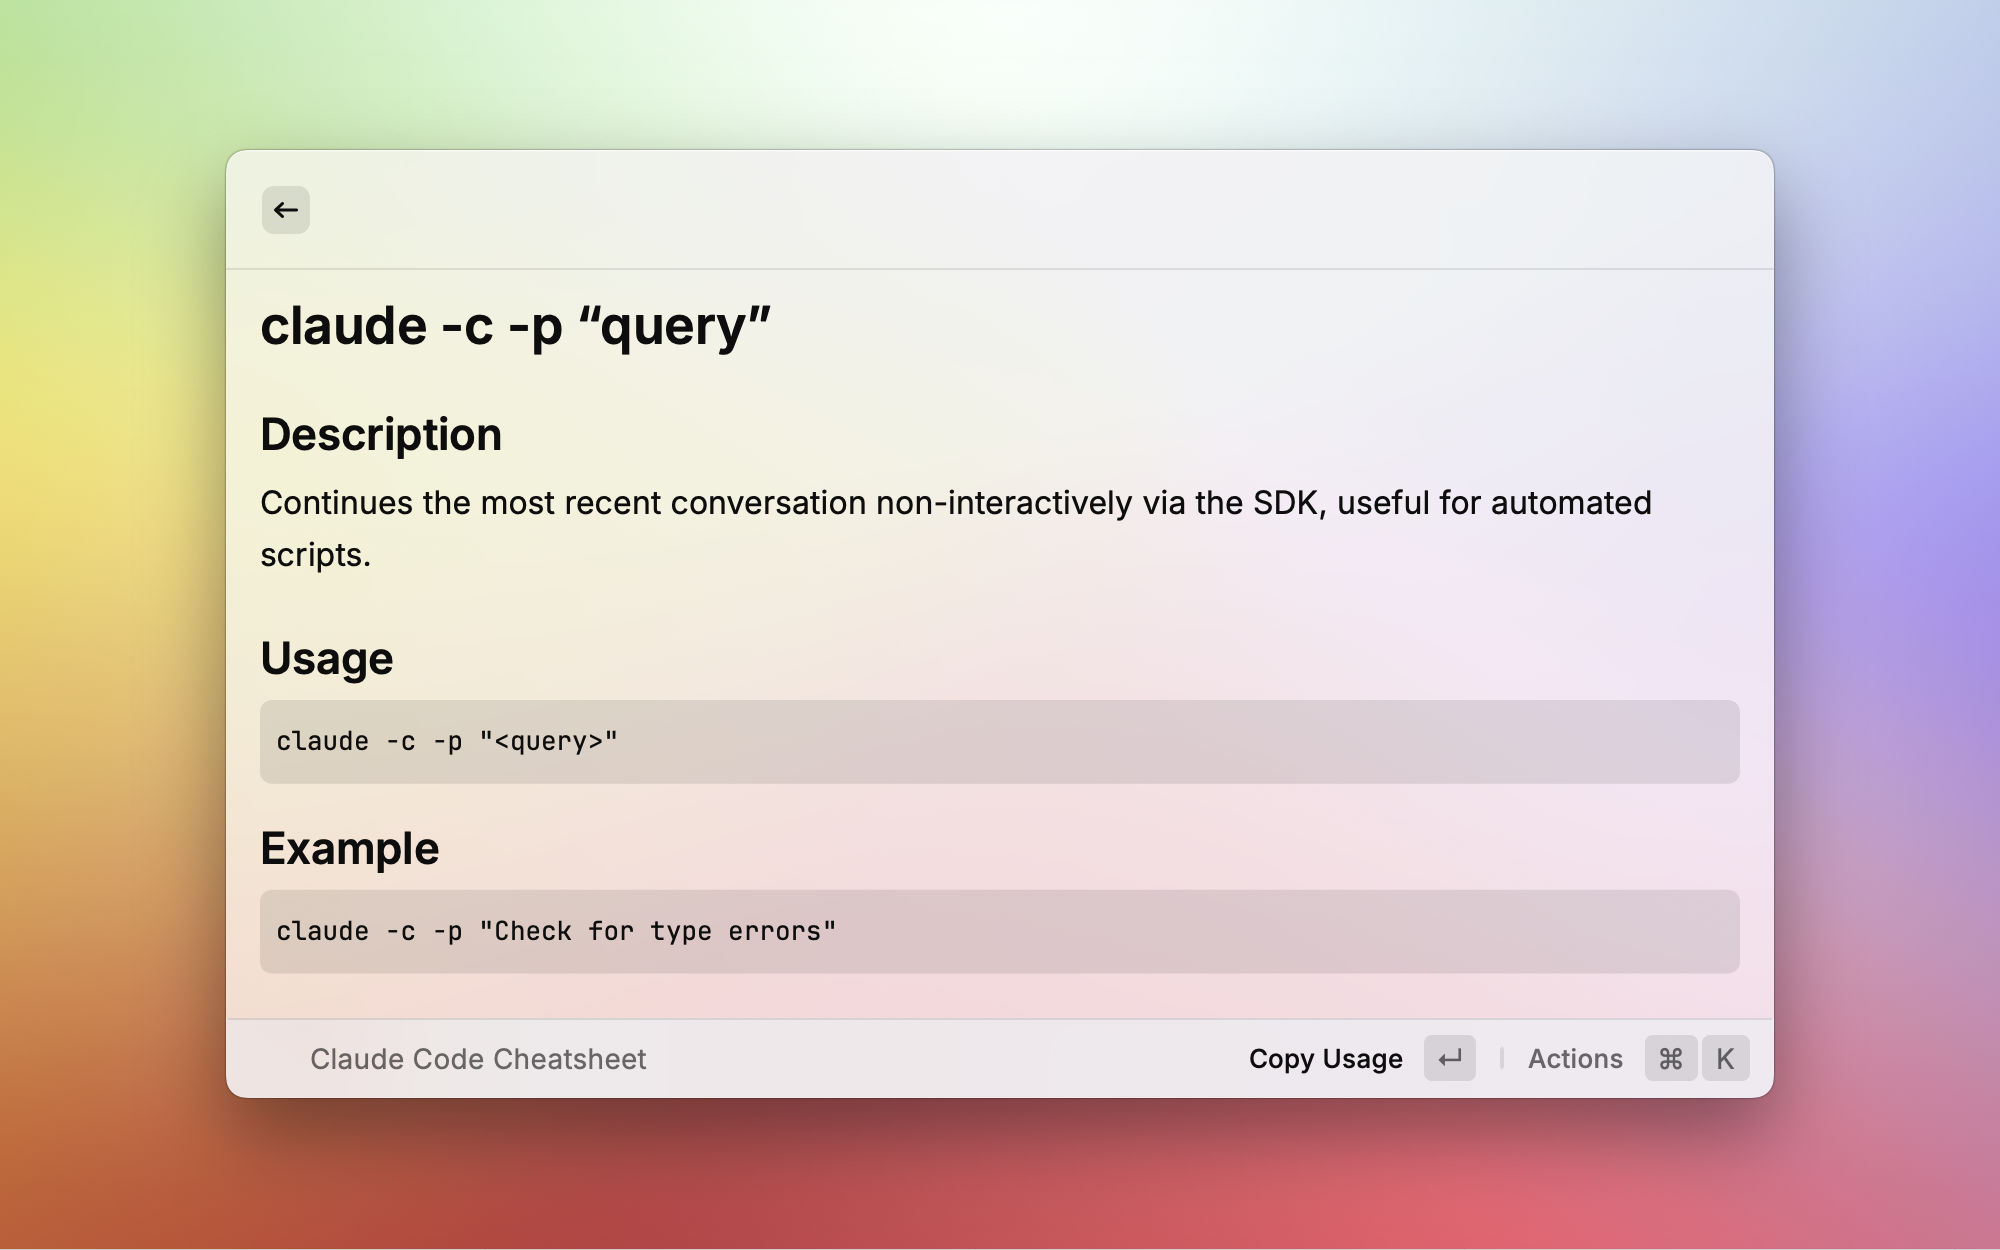 claude -c -p “query”
Description
Continues the most recent conversation non-interactively via the SDK, useful for automated
scripts.
Usage
claude -c -p "<query>"
Example
claude -c -p "Check for type errors"
Claude Code Cheatsheet
Copy Usage ↵ | Actions ⌘ K